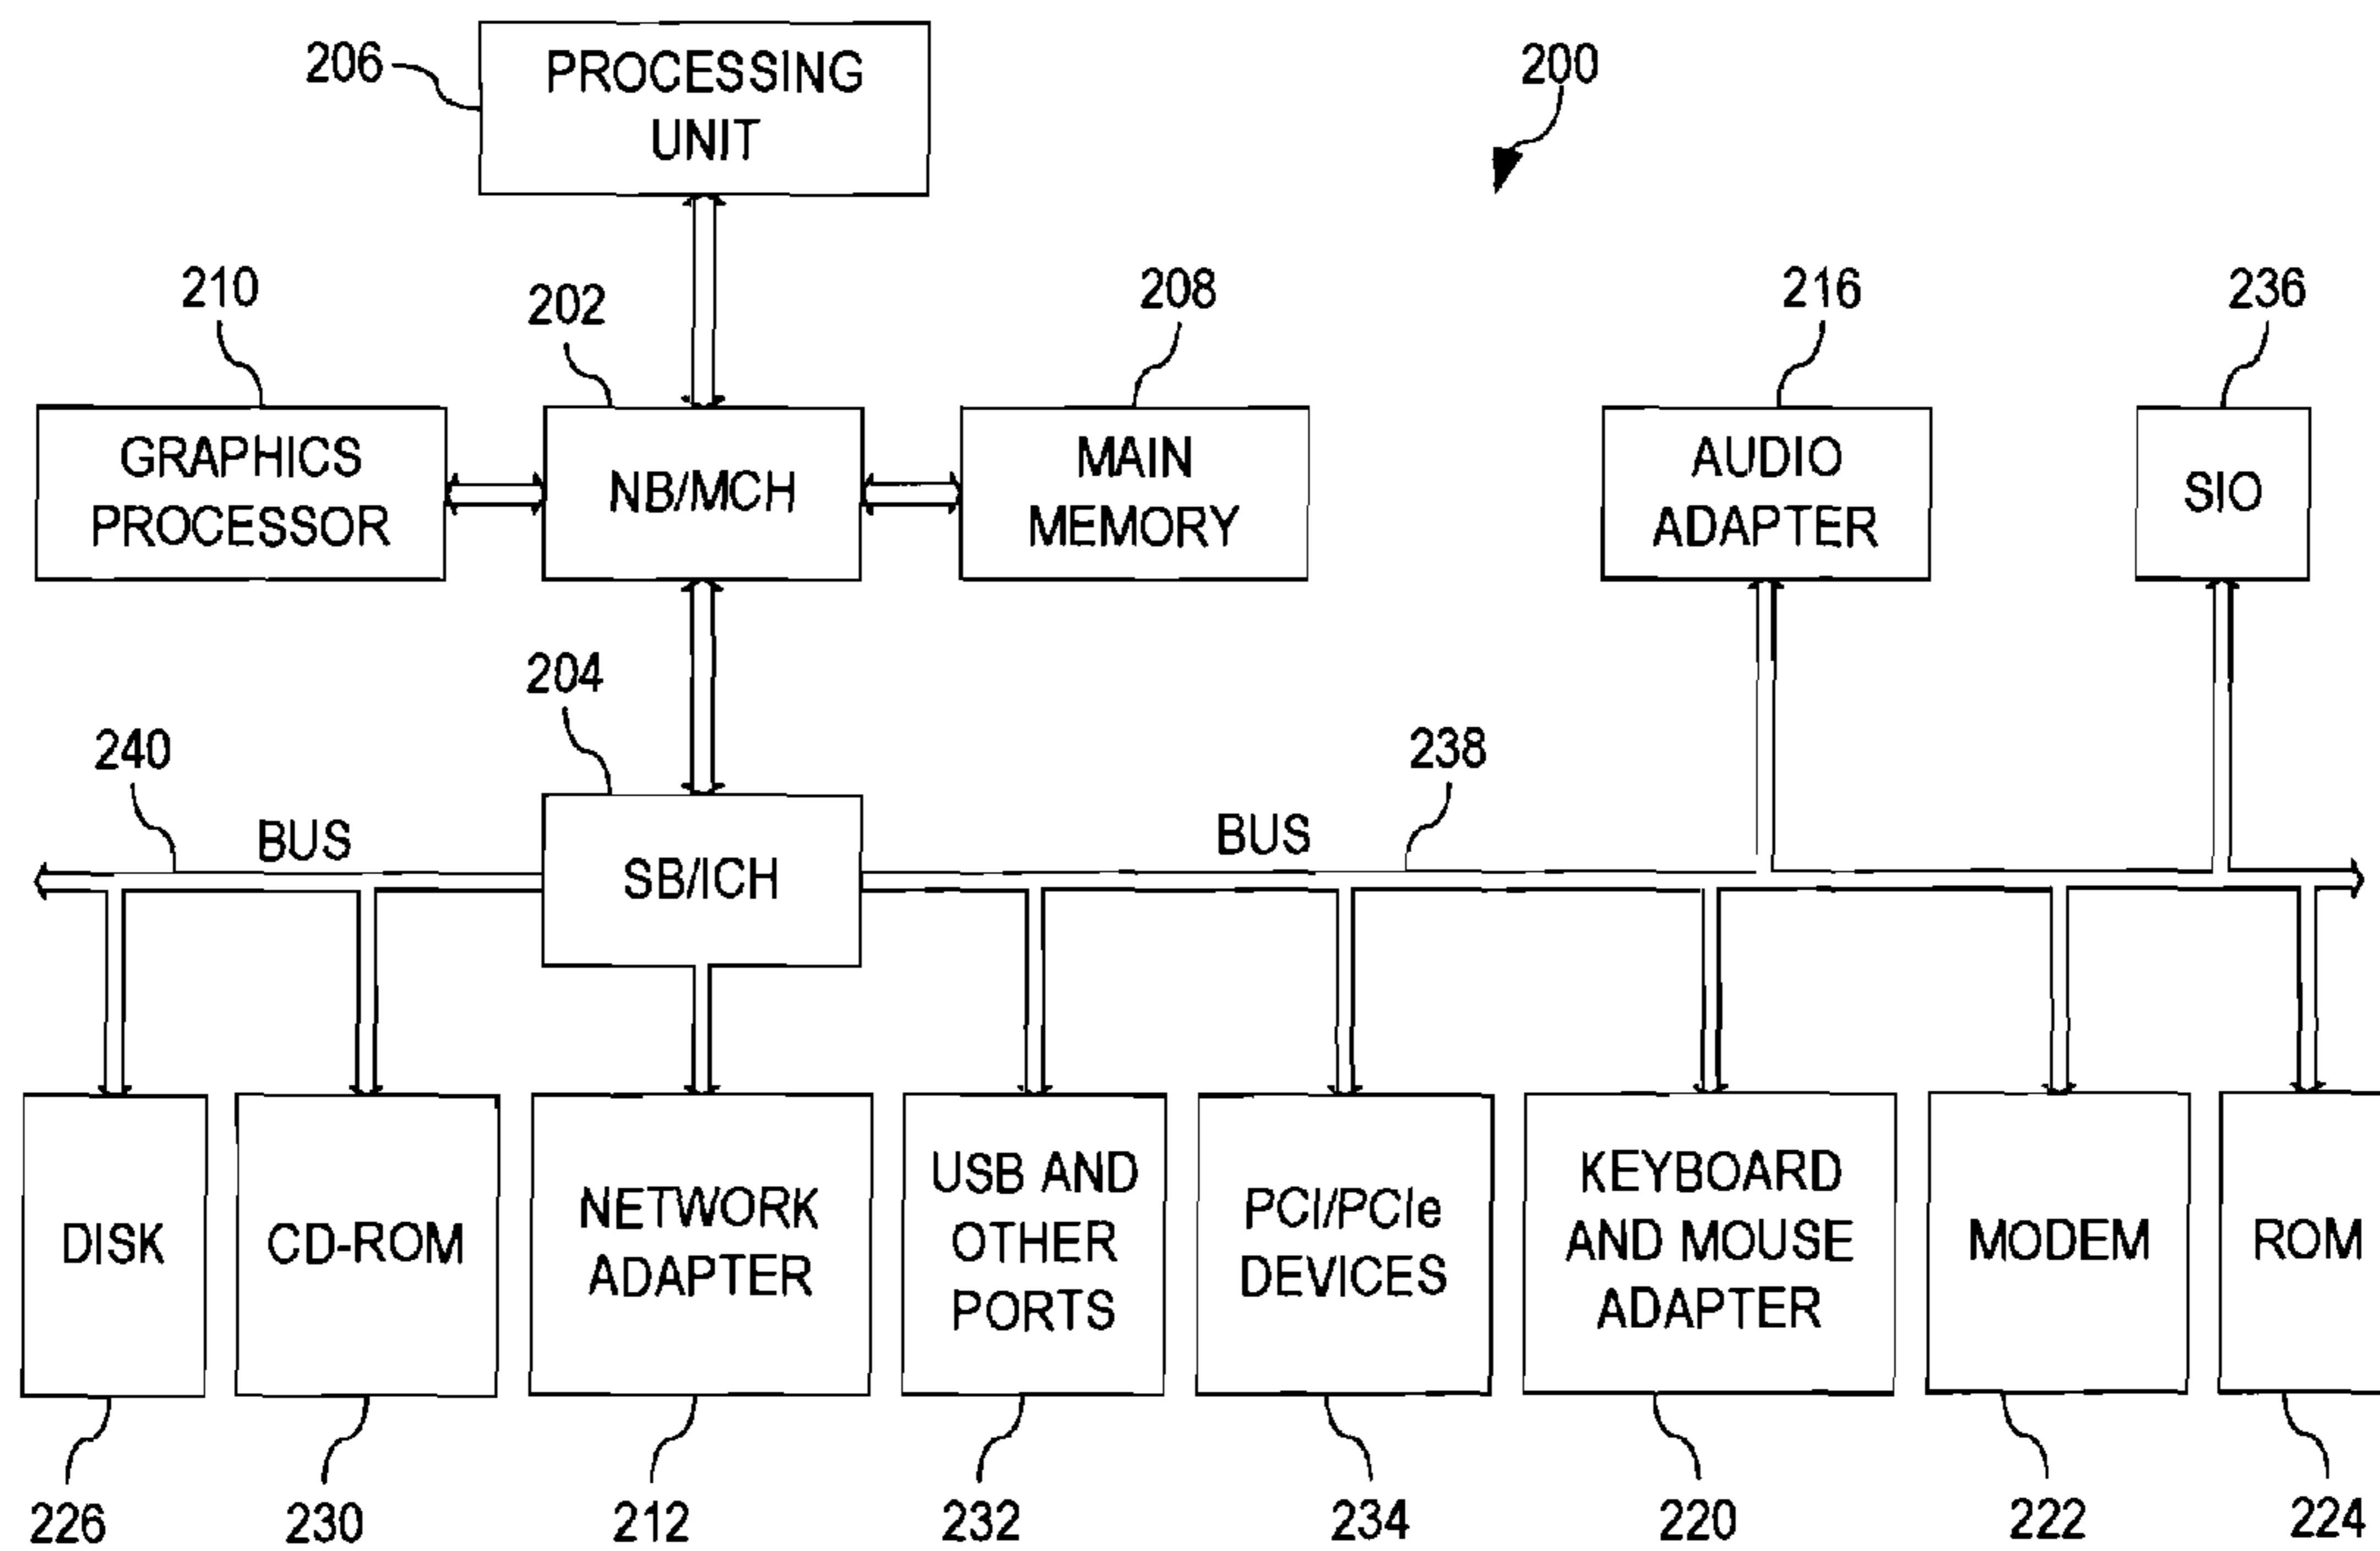 206
PROCESSING
UNIT
200
210
202
208
216
236
GRAPHICS
PROCESSOR
NB/MCH
MAIN
MEMORY
AUDIO
ADAPTER
SIO
204
240
BUS
238
BUS
SB/ICH
DISK
CD-ROM
NETWORK
ADAPTER
USB AND
OTHER
PORTS
PCI/PCIe
DEVICES
KEYBOARD
AND MOUSE
ADAPTER
MODEM
ROM
226
230
212
232
234
220
222
224